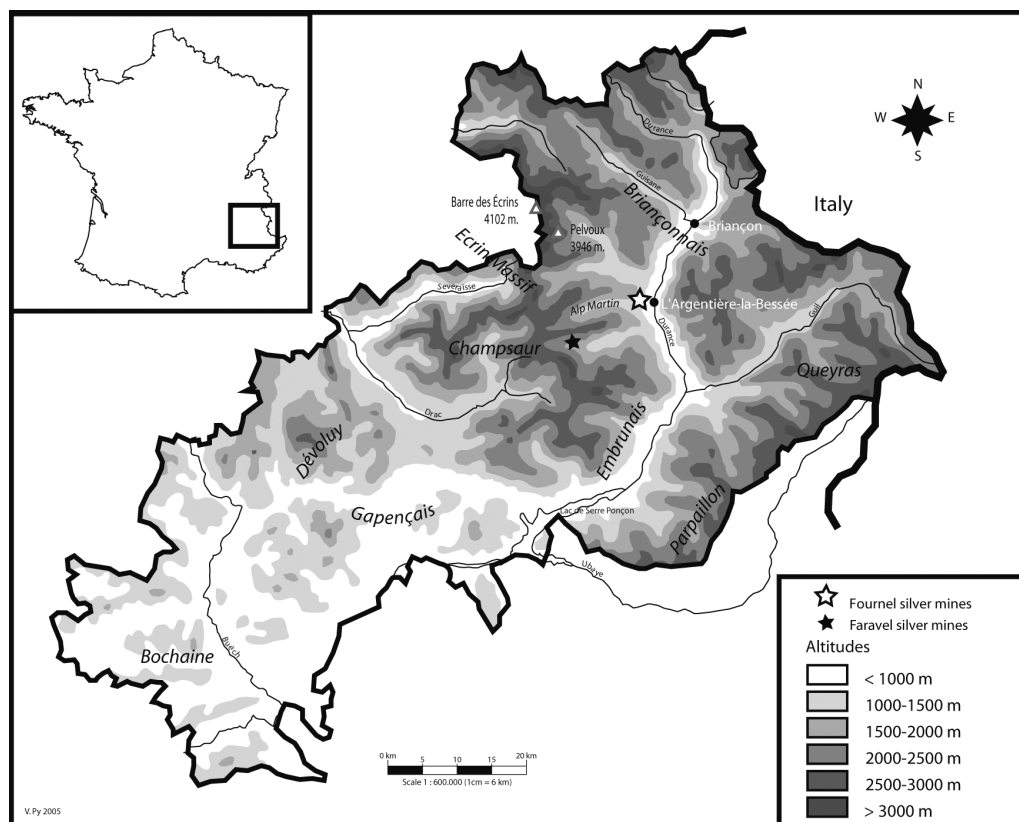 N
W E
S
Durance
Guisane
Briançonnais
Italy
Barre des Écrins
4102 m.
Pelvoux
3946 m.
Briançon
Ecrin Massif
Severaïsse
Alp Martin
L'Argentière-la-Bessée
Guil
Durance
Champsaur
Queyras
Drac
Embrunais
Dévoluy
Gapençais
Lac de Serre Ponçon
Parpaillon
Ubaye
Buëch
Bochaine
Fournel silver mines
Faravel silver mines
Altitudes
< 1000 m
1000-1500 m
1500-2000 m
2000-2500 m
2500-3000 m
> 3000 m
0 km 5 10 15 20 km
Scale 1 : 600.000 (1cm = 6 km)
V. Py 2005